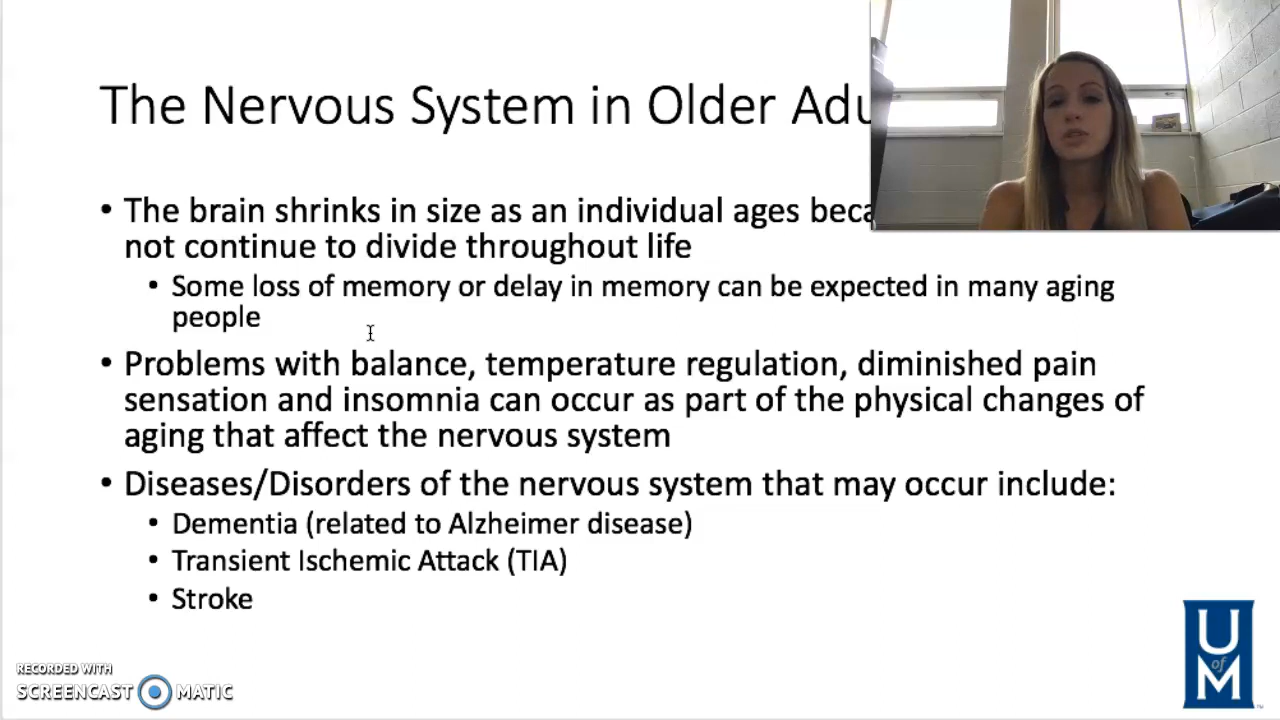 The Nervous System in Older
• The brain shrinks in size as an individual ages
not continue to divide throughout life
• Some loss of memory or delay in memory can be expected in many aging
people
• Problems with balance, temperature regulation, diminished pain
sensation and insomnia can occur as part of the physical changes of
aging that affect the nervous system
• Diseases/Disorders of the nervous system that may occur include:
• Dementia (related to Alzheimer disease)
• Transient Ischemic Attack (TIA)
• Stroke
RECORDED WITH
SCREENCAST MATIC
U
of
M